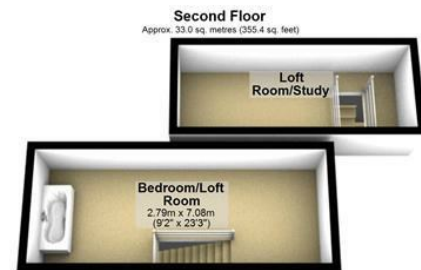 Second Floor
Approx. 33.0 sq. metres (355.4 sq. feet)
Loft
Room/Study
Bedroom/Loft
Room
2.79m x 7.08m
(9'2" x 23'3")